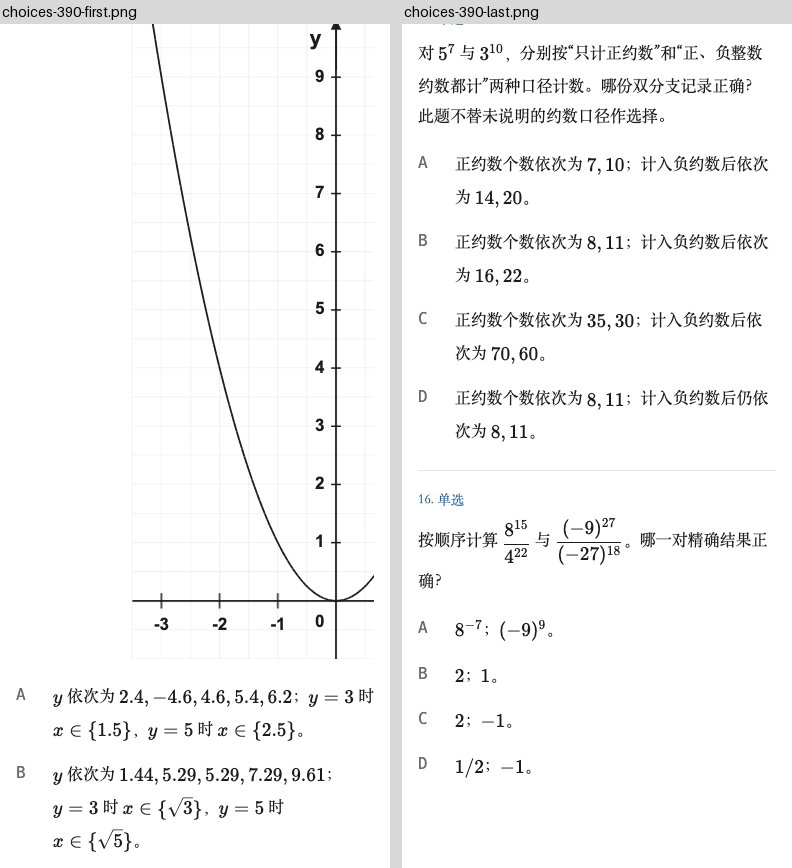 choices-390-first.png
y
9
8
7
6
5
4
3
2
1
-3 -2 -1 0
A y 依次为 2.4, −4.6, 4.6, 5.4, 6.2; y = 3 时
x ∈ {1.5}, y = 5 时 x ∈ {2.5}。
B y 依次为 1.44, 5.29, 5.29, 7.29, 9.61;
y = 3 时 x ∈ {√3}, y = 5 时
x ∈ {√5}。
choices-390-last.png
对 5⁷ 与 3¹⁰，分别按“只计正约数”和“正、负整数
约数都计”两种口径计数。哪份双分支记录正确?
此题不替未说明的约数口径作选择。
A 正约数个数依次为 7, 10；计入负约数后依次
为 14, 20。
B 正约数个数依次为 8, 11；计入负约数后依次
为 16, 22。
C 正约数个数依次为 35, 30；计入负约数后依
次为 70, 60。
D 正约数个数依次为 8, 11；计入负约数后仍依
次为 8, 11。
16. 单选
按顺序计算 8¹⁵/4²² 与 (−9)²⁷/(−27)¹⁸。哪一对精确结果正
确?
A 8⁻⁷; (−9)⁹。
B 2; 1。
C 2; −1。
D 1/2; −1。